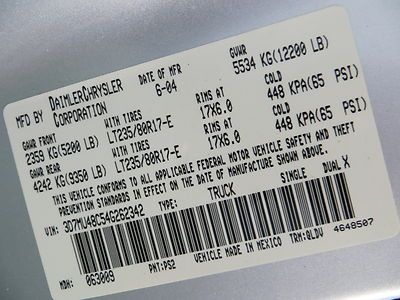 MFD BY DAIMLERCHRYSLER CORPORATION
DATE OF MFR 6-04
GVWR 5534 KG(12200 LB)
GAWR FRONT WITH TIRES RIMS AT COLD
2359 KG(5200 LB) LT235/80R17-E 17X6.0 448 KPA(65 PSI)
GAWR REAR WITH TIRES RIMS AT COLD
4242 KG(9350 LB) LT235/80R17-E 17X6.0 448 KPA(65 PSI)
THIS VEHICLE CONFORMS TO ALL APPLICABLE FEDERAL MOTOR VEHICLE SAFETY AND THEFT
PREVENTION STANDARDS IN EFFECT ON THE DATE OF MANUFACTURE SHOWN ABOVE.
VIN: 3D7MU48C54G262342 TYPE: TRUCK SINGLE DUAL X
MDH: 063009 PNT:PS2 VEHICLE MADE IN MEXICO TRM:QLDV 4648507